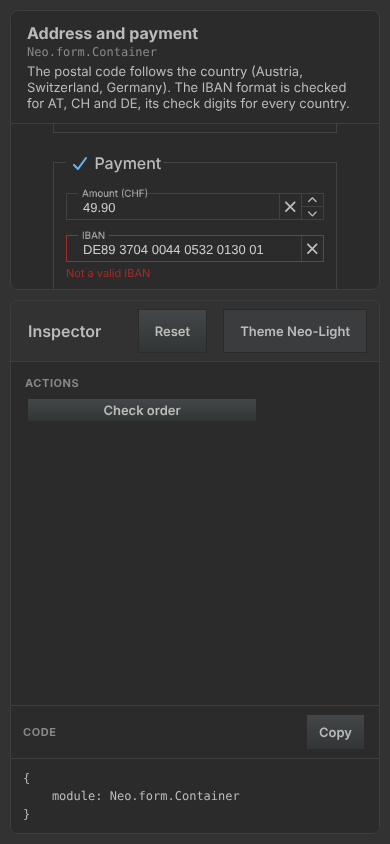 Address and payment
Neo.form.Container
The postal code follows the country (Austria,
Switzerland, Germany). The IBAN format is checked
for AT, CH and DE, its check digits for every country.
Payment
Amount (CHF)
49.90
IBAN
DE89 3704 0044 0532 0130 01
Not a valid IBAN
Inspector
Reset
Theme Neo-Light
ACTIONS
Check order
CODE
Copy
{
module: Neo.form.Container
}